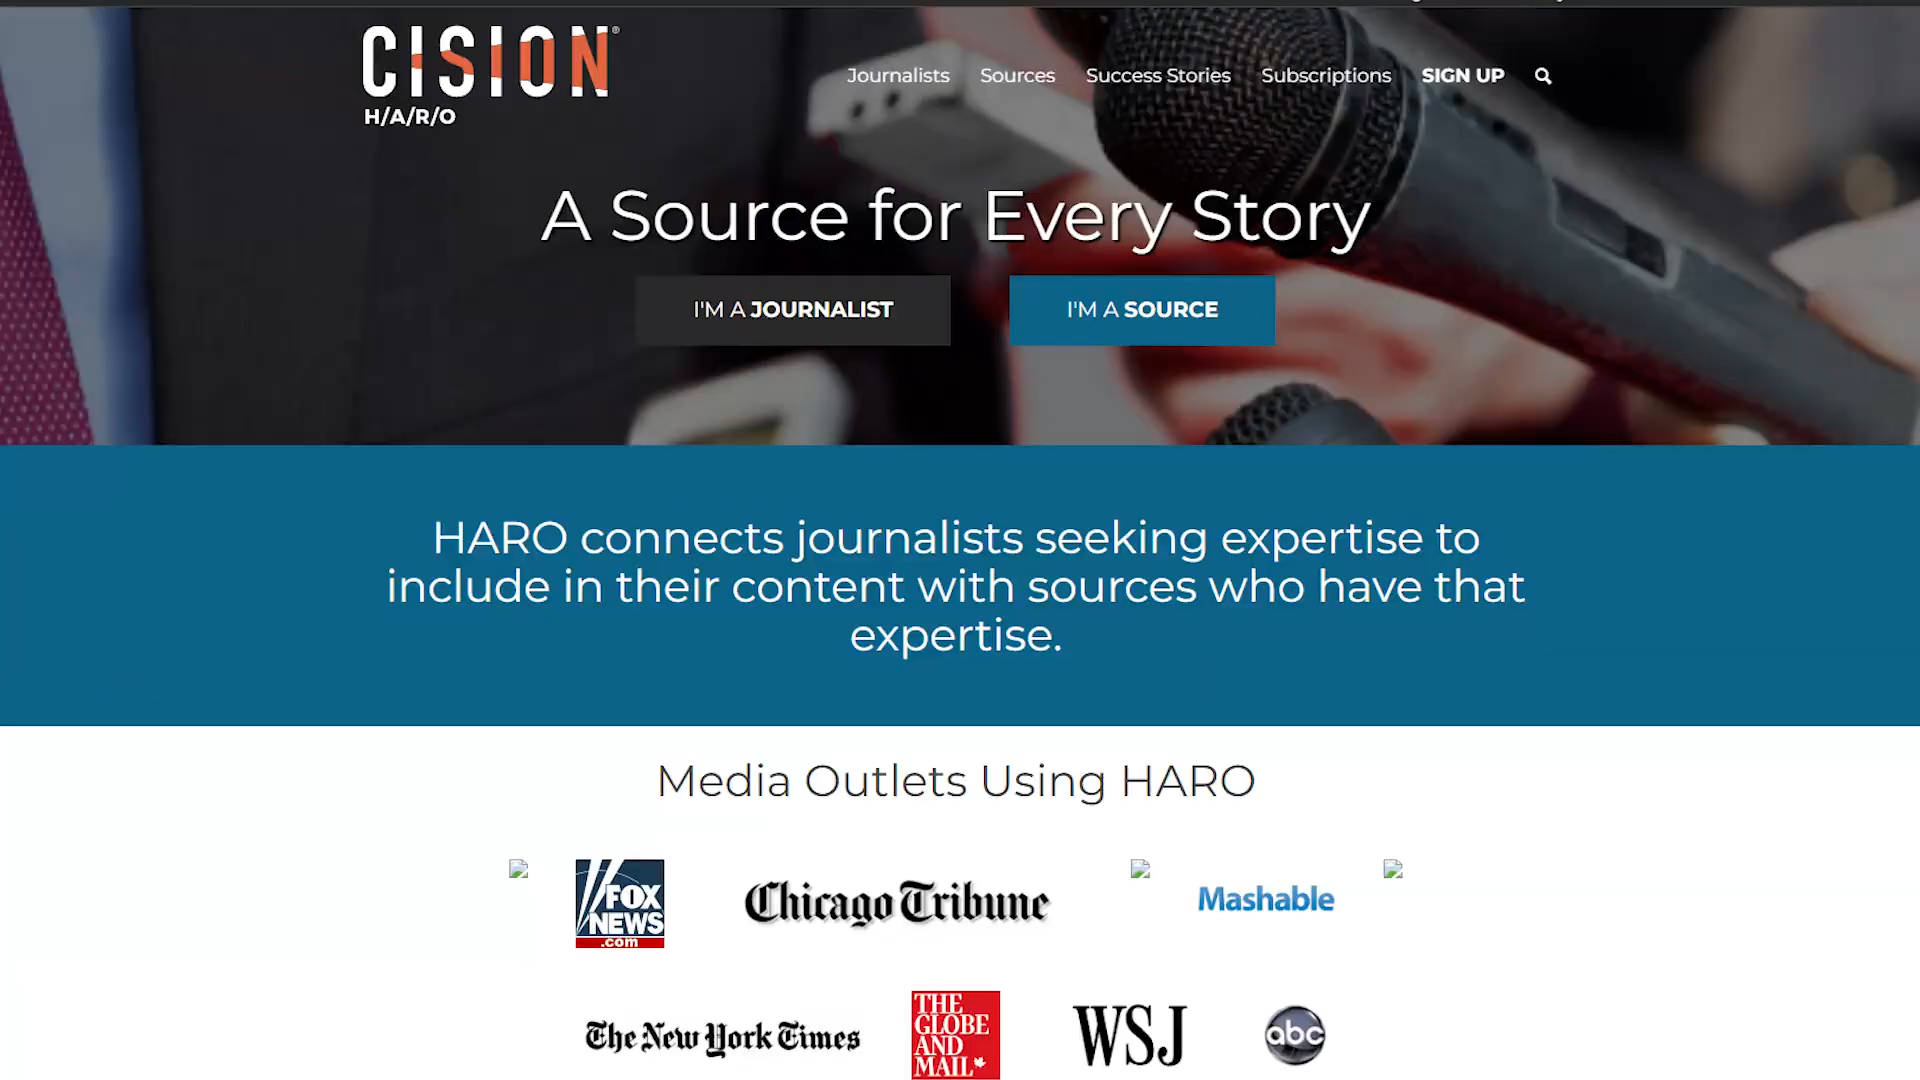 CISION®
H/A/R/O
Journalists Sources Success Stories Subscriptions SIGN UP
A Source for Every Story
I'M A JOURNALIST I'M A SOURCE
HARO connects journalists seeking expertise to
include in their content with sources who have that
expertise.
Media Outlets Using HARO
FOX
NEWS
.com
Chicago Tribune
Mashable
The New York Times
THE
GLOBE
AND
MAIL
WSJ
abc